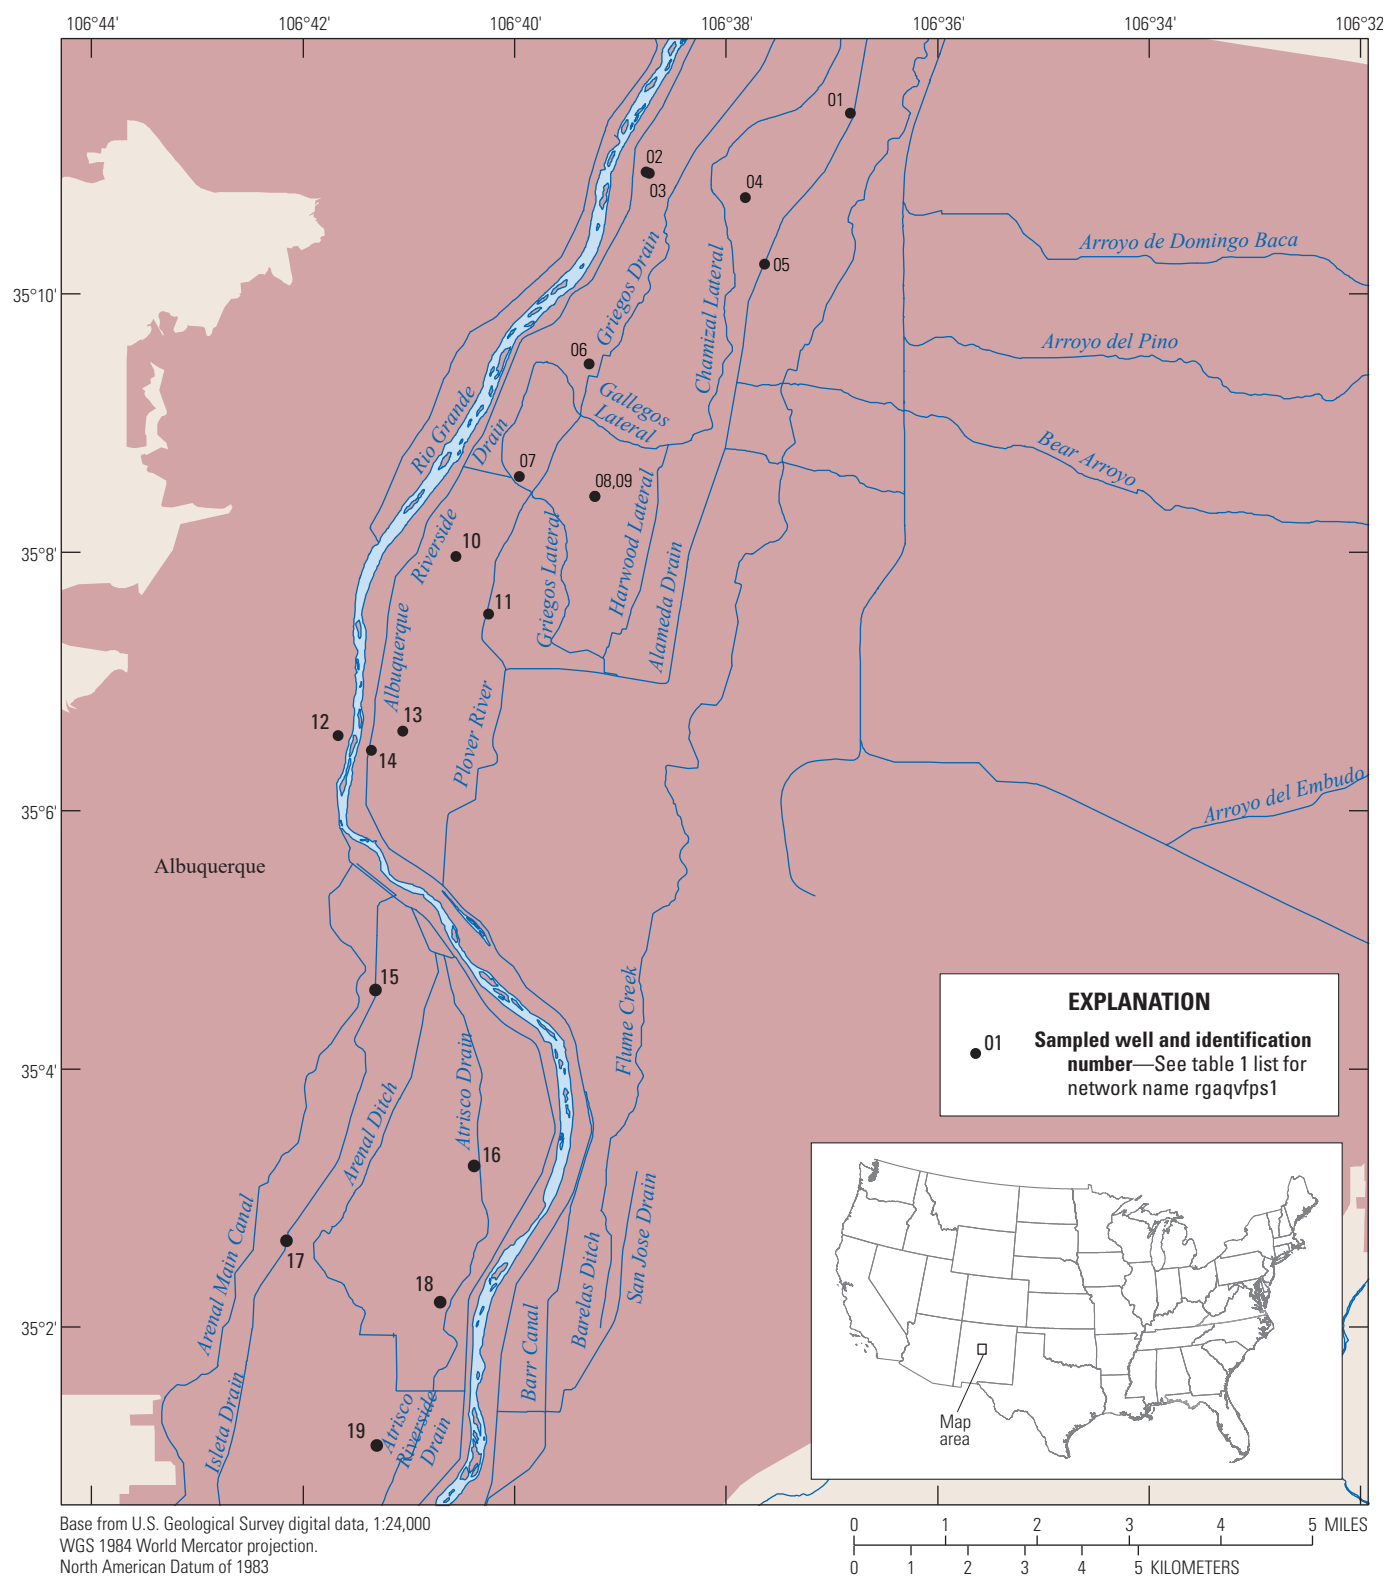 106°44' 106°42' 106°40' 106°38' 106°36' 106°34' 106°32'
01
02
03
04
05
Arroyo de Domingo Baca
35°10'
Griegos Drain
Chamizal Lateral
Arroyo del Pino
06
Rio Grande
Gallegos
Lateral
Drain
Bear Arroyo
07
08,09
Riverside
Griegos Lateral
Harwood Lateral
Alameda Drain
35°8'
10
11
Albuquerque
Plover River
12
13
14
35°6'
Arroyo del Embudo
Albuquerque
15
Flume Creek
35°4'
Arenal Ditch
Atrisco Drain
16
EXPLANATION
01 Sampled well and identification
number—See table 1 list for
network name rgaqvfps1
Arenal Main Canal
17
San Jose Drain
Barelas Ditch
18
35°2'
Barr Canal
Isleta Drain
Atrisco
Riverside
Drain
19
Map
area
Base from U.S. Geological Survey digital data, 1:24,000
WGS 1984 World Mercator projection.
North American Datum of 1983
0 1 2 3 4 5 MILES
0 1 2 3 4 5 KILOMETERS